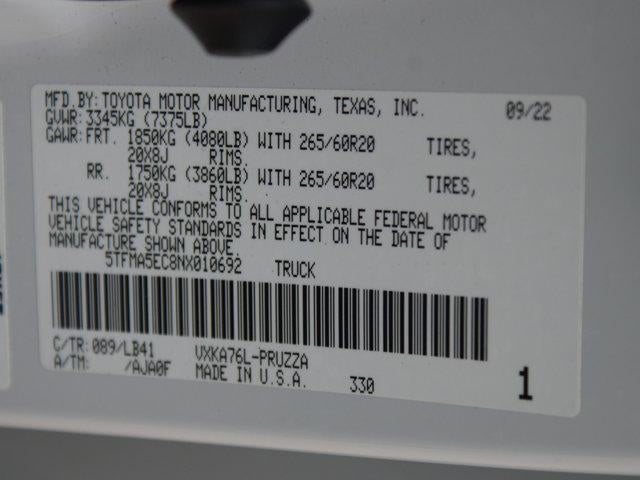 MFD.BY: TOYOTA MOTOR MANUFACTURING, TEXAS, INC. 09/22
GVWR: 3345KG (7375LB)
GAWR: FRT. 1850KG (4080LB) WITH 265/60R20 TIRES,
20X8J RIMS.
RR. 1750KG (3860LB) WITH 265/60R20 TIRES,
20X8J RIMS.
THIS VEHICLE CONFORMS TO ALL APPLICABLE FEDERAL MOTOR
VEHICLE SAFETY STANDARDS IN EFFECT ON THE DATE OF
MANUFACTURE SHOWN ABOVE.
5TFMA5EC8NX010692 TRUCK
C/TR: 089/LB41 VXKA76L-PRUZZA
A/TM: /AJA0F MADE IN U.S.A. 330 1